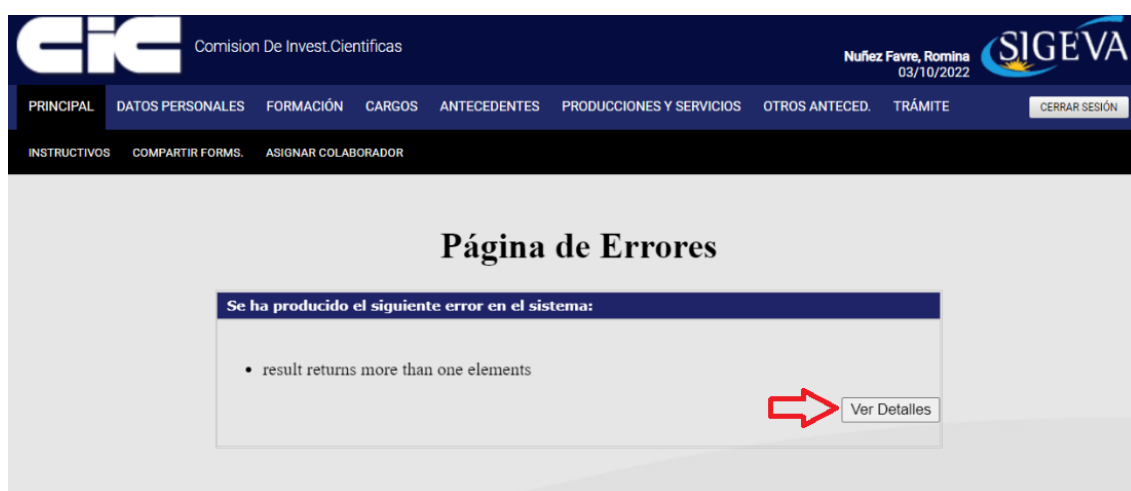 cic
Comision De Invest.Cientificas
Nuñez Favre, Romina
03/10/2022
SIGEVA
PRINCIPAL DATOS PERSONALES FORMACIÓN CARGOS ANTECEDENTES PRODUCCIONES Y SERVICIOS OTROS ANTECED. TRÁMITE CERRAR SESIÓN
INSTRUCTIVOS COMPARTIR FORMS. ASIGNAR COLABORADOR
Página de Errores
Se ha producido el siguiente error en el sistema:
• result returns more than one elements
Ver Detalles